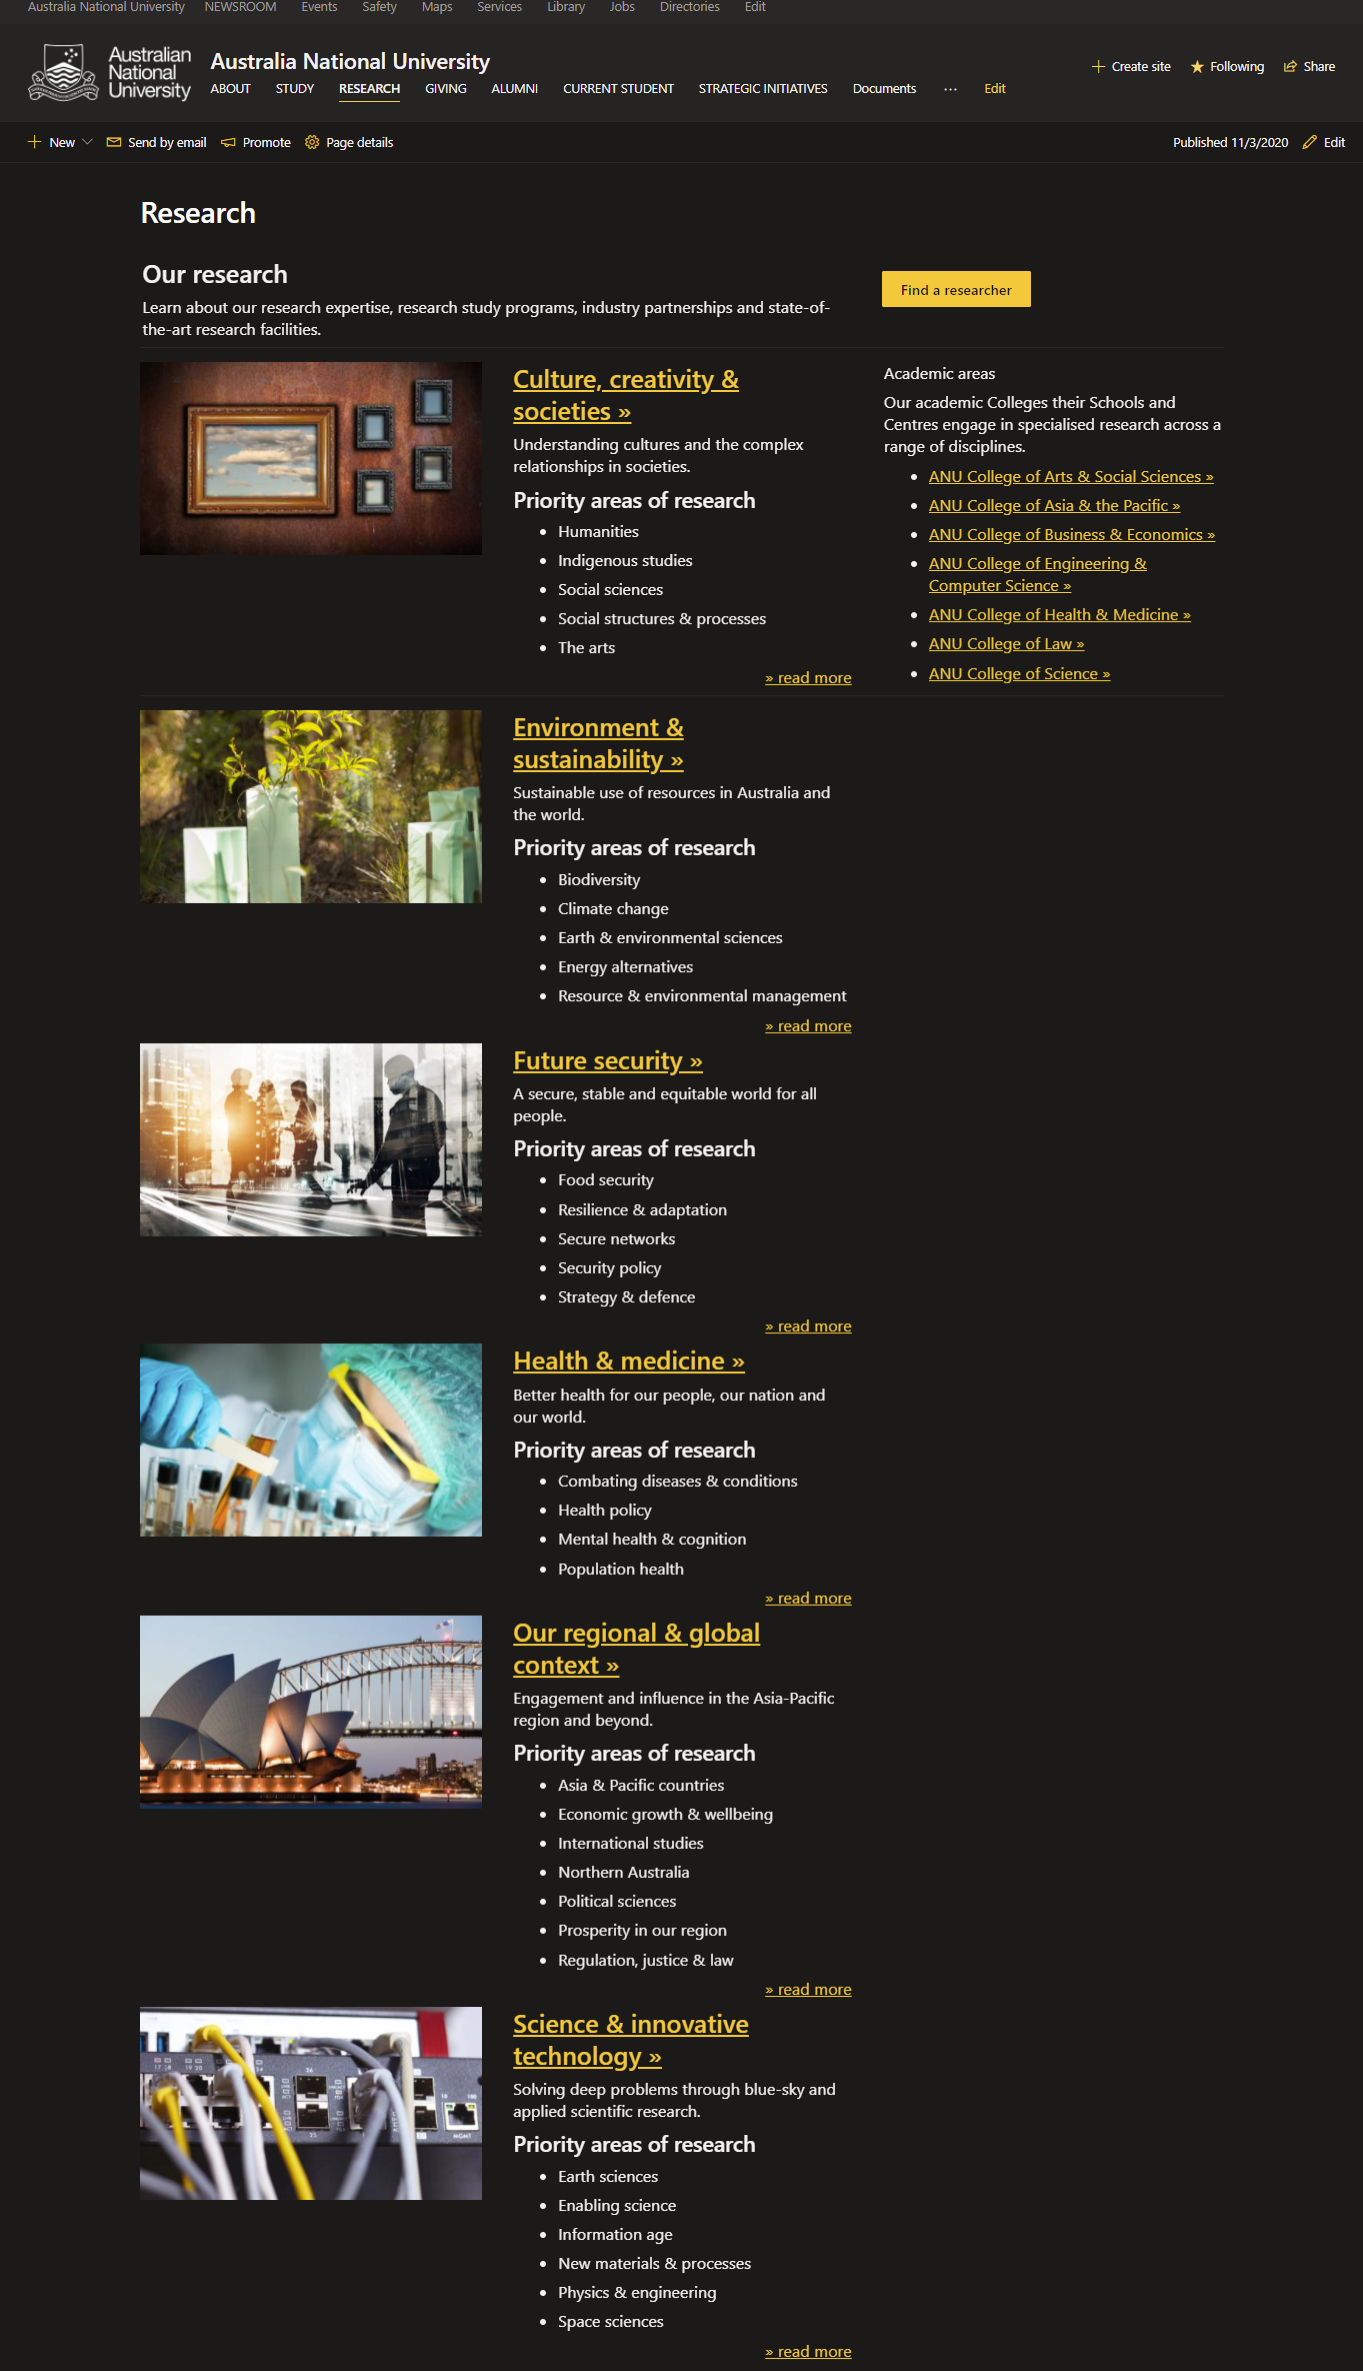 Australia National University NEWSROOM Events Safety Maps Services Library Jobs Directories Edit
Australian
National
University
Australia National University
ABOUT STUDY RESEARCH GIVING ALUMNI CURRENT STUDENT STRATEGIC INITIATIVES Documents ... Edit
Create site Following Share
New Send by email Promote Page details
Published 11/3/2020 Edit
Research
Our research
Learn about our research expertise, research study programs, industry partnerships and state-of-
the-art research facilities.
Find a researcher
Culture, creativity &
societies »
Understanding cultures and the complex
relationships in societies.
Priority areas of research
• Humanities
• Indigenous studies
• Social sciences
• Social structures & processes
• The arts
» read more
Academic areas
Our academic Colleges their Schools and
Centres engage in specialised research across a
range of disciplines.
• ANU College of Arts & Social Sciences »
• ANU College of Asia & the Pacific »
• ANU College of Business & Economics »
• ANU College of Engineering &
Computer Science »
• ANU College of Health & Medicine »
• ANU College of Law »
• ANU College of Science »
Environment &
sustainability »
Sustainable use of resources in Australia and
the world.
Priority areas of research
• Biodiversity
• Climate change
• Earth & environmental sciences
• Energy alternatives
• Resource & environmental management
» read more
Future security »
A secure, stable and equitable world for all
people.
Priority areas of research
• Food security
• Resilience & adaptation
• Secure networks
• Security policy
• Strategy & defence
» read more
Health & medicine »
Better health for our people, our nation and
our world.
Priority areas of research
• Combating diseases & conditions
• Health policy
• Mental health & cognition
• Population health
» read more
Our regional & global
context »
Engagement and influence in the Asia-Pacific
region and beyond.
Priority areas of research
• Asia & Pacific countries
• Economic growth & wellbeing
• International studies
• Northern Australia
• Political sciences
• Prosperity in our region
• Regulation, justice & law
» read more
Science & innovative
technology »
Solving deep problems through blue-sky and
applied scientific research.
Priority areas of research
• Earth sciences
• Enabling science
• Information age
• New materials & processes
• Physics & engineering
• Space sciences
» read more